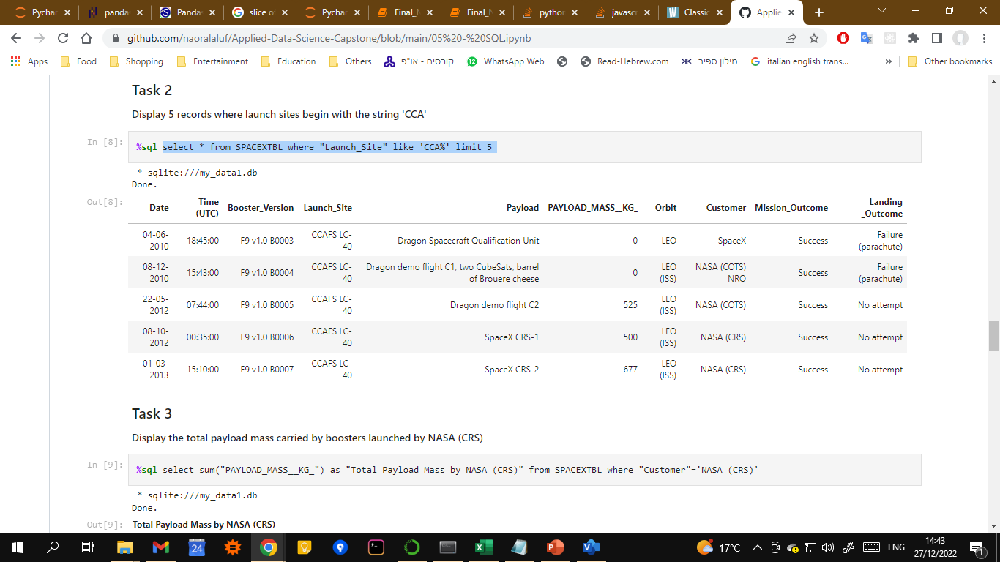 Pychar
panda
Panda
slice o
Pychar
Final_N
Final_N
python
javascr
Classic
Applie
github.com/naoralaluf/Applied-Data-Science-Capstone/blob/main/05%20-%20SQL.ipynb
Apps
Food
Shopping
Entertainment
Education
Others
קורסים - או"פ
12
WhatsApp Web
Read-Hebrew.com
מילון ספיר
italian english trans...
»
Other bookmarks
Task 2
Display 5 records where launch sites begin with the string 'CCA'
In [8]:
%sql select * from SPACEXTBL where "Launch_Site" like 'CCA%' limit 5
* sqlite:///my_data1.db
Done.
Out[8]:
Date Time (UTC) Booster_Version Launch_Site Payload PAYLOAD_MASS__KG_ Orbit Customer Mission_Outcome Landing _Outcome
04-06-2010 18:45:00 F9 v1.0 B0003 CCAFS LC-40 Dragon Spacecraft Qualification Unit 0 LEO SpaceX Success Failure (parachute)
08-12-2010 15:43:00 F9 v1.0 B0004 CCAFS LC-40 Dragon demo flight C1, two CubeSats, barrel of Brouere cheese 0 LEO (ISS) NASA (COTS) NRO Success Failure (parachute)
22-05-2012 07:44:00 F9 v1.0 B0005 CCAFS LC-40 Dragon demo flight C2 525 LEO (ISS) NASA (COTS) Success No attempt
08-10-2012 00:35:00 F9 v1.0 B0006 CCAFS LC-40 SpaceX CRS-1 500 LEO (ISS) NASA (CRS) Success No attempt
01-03-2013 15:10:00 F9 v1.0 B0007 CCAFS LC-40 SpaceX CRS-2 677 LEO (ISS) NASA (CRS) Success No attempt
Task 3
Display the total payload mass carried by boosters launched by NASA (CRS)
In [9]:
%sql select sum("PAYLOAD_MASS__KG_") as "Total Payload Mass by NASA (CRS)" from SPACEXTBL where "Customer"='NASA (CRS)'
* sqlite:///my_data1.db
Done.
Out[9]:
Total Payload Mass by NASA (CRS)
24
17°C
ENG
14:43
27/12/2022
1